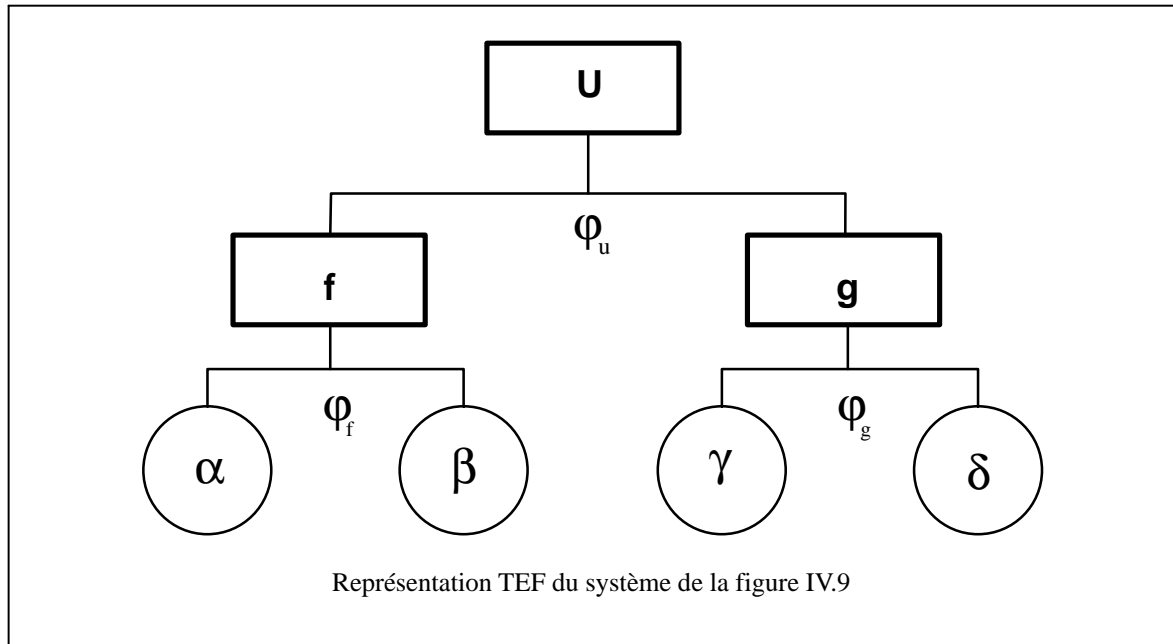 U
φu
f
g
φf
φg
α
β
γ
δ
Représentation TEF du système de la figure IV.9